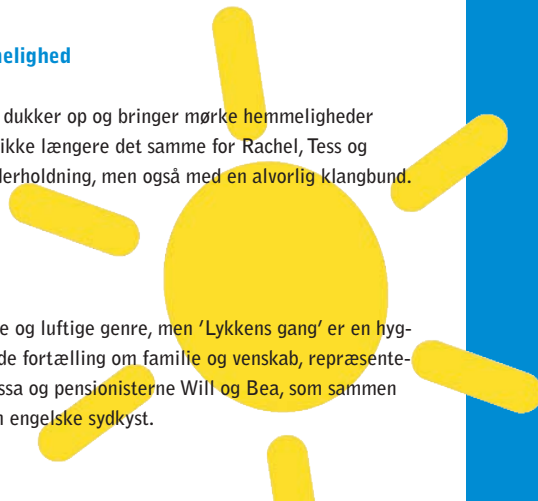 melighed
dukker op og bringer mørke hemmeligheder
ikke længere det samme for Rachel, Tess og
derholdning, men også med en alvorlig klangbund.
e og luftige genre, men ’Lykkens gang’ er en hyg-
de fortælling om familie og venskab, repræsente-
ssa og pensionisterne Will og Bea, som sammen
n engelske sydkyst.